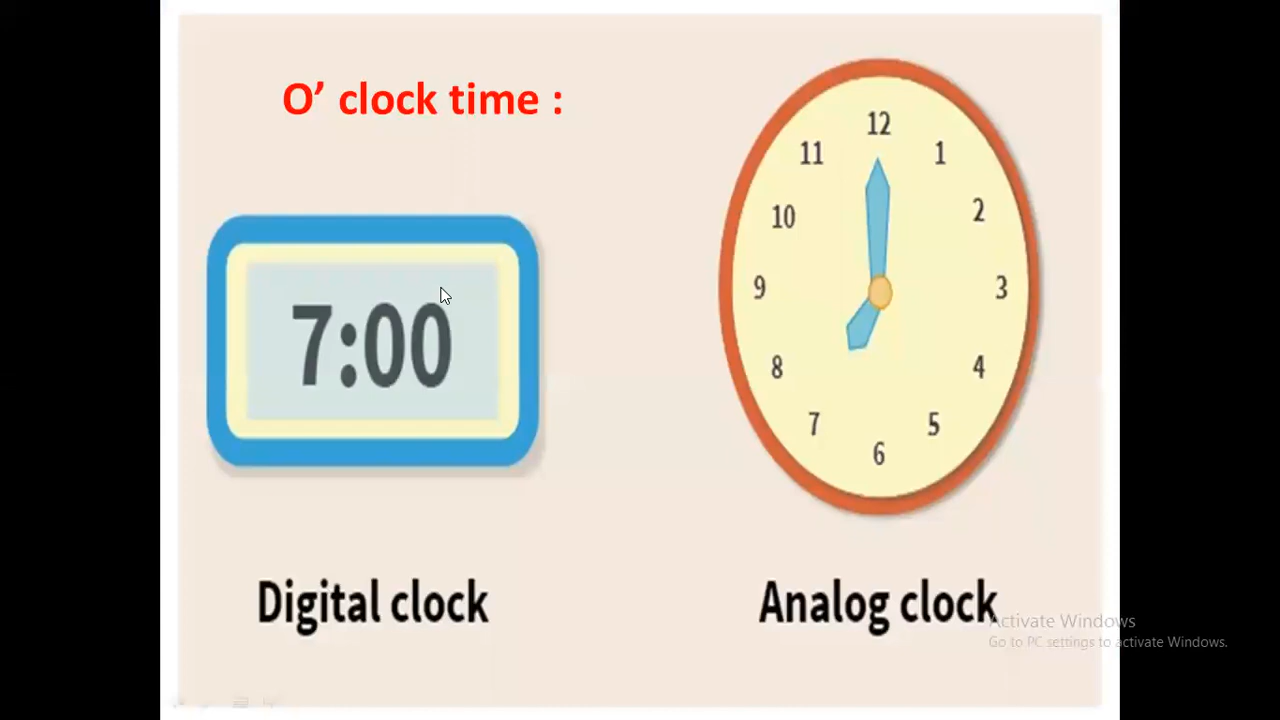 O’ clock time :
7:00
12
11
1
10
2
9
3
8
4
7
5
6
Digital clock
Analog clock
Activate Windows
Go to PC settings to activate Windows.